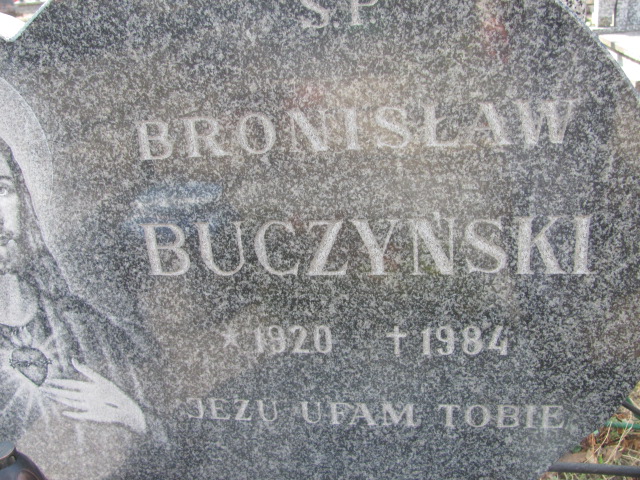 ŚP
BRONISŁAW
BUCZYŃSKI
* 1920 † 1984
JEZU UFAM TOBIE